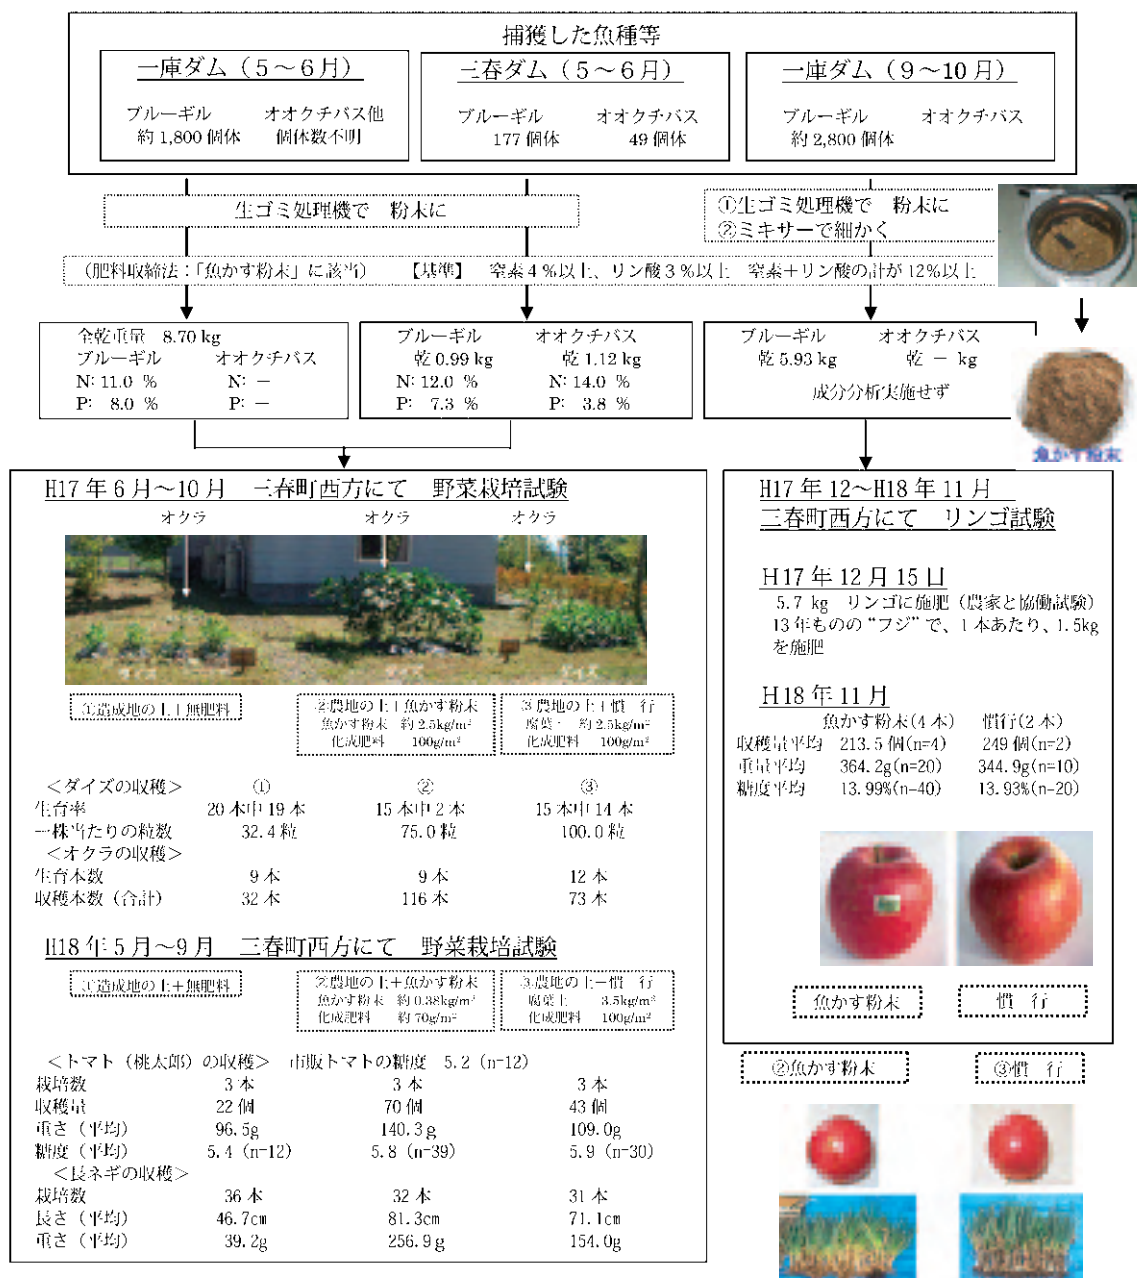 捕獲した魚種等
一庫ダム（5～6月）
ブルーギル　オオクチバス他
約1,800個体　個体数不明
三春ダム（5～6月）
ブルーギル　オオクチバス
177個体　49個体
一庫ダム（9～10月）
ブルーギル　オオクチバス
約2,800個体
生ゴミ処理機で　粉末に
①生ゴミ処理機で　粉末に
②ミキサーで細かく
（肥料取締法：「魚かす粉末」に該当）　【基準】　窒素4％以上、リン酸3％以上　窒素＋リン酸の計が12％以上
全乾重量　8.70 kg
ブルーギル　オオクチバス
N: 11.0 %　N: －
P: 8.0 %　P: －
ブルーギル　オオクチバス
乾 0.99 kg　乾 1.12 kg
N: 12.0 %　N: 14.0 %
P: 7.3 %　P: 3.8 %
ブルーギル　オオクチバス
乾 5.93 kg　乾 － kg
成分分析実施せず
魚かす粉末
H17年6月～10月　三春町西方にて　野菜栽培試験
オクラ　オクラ　オクラ
ダイズ　ダイズ　ダイズ
①造成地の土＋無肥料
②農地の土＋魚かす粉末
魚かす粉末　約2.5kg/m²
化成肥料　100g/m²
③農地の土＋慣　行
腐葉土　約2.5kg/m²
化成肥料　100g/m²
＜ダイズの収穫＞　①　②　③
生育率　20本中19本　15本中2本　15本中14本
一株当たりの粒数　32.4粒　75.0粒　100.0粒
＜オクラの収穫＞
生育本数　9本　9本　12本
収穫本数（合計）　32本　116本　73本
H18年5月～9月　三春町西方にて　野菜栽培試験
①造成地の土＋無肥料
②農地の土＋魚かす粉末
魚かす粉末　約0.38kg/m²
化成肥料　約70g/m²
③農地の土＋慣　行
腐葉土　3.5kg/m²
化成肥料　100g/m²
＜トマト（桃太郎）の収穫＞　市販トマトの糖度　5.2 (n=12)
栽培数　3本　3本　3本
収穫量　22個　70個　43個
重さ（平均）　96.5g　140.3g　109.0g
糖度（平均）　5.4 (n=12)　5.8 (n=39)　5.9 (n=30)
＜長ネギの収穫＞
栽培数　36本　32本　31本
長さ（平均）　46.7cm　81.3cm　71.1cm
重さ（平均）　39.2g　256.9g　154.0g
H17年12～H18年11月
三春町西方にて　リンゴ試験
H17年12月15日
5.7 kg　リンゴに施肥（農家と協働試験）
13年ものの“フジ”で、1本あたり、1.5kg
を施肥
H18年11月
魚かす粉末(4本)　慣行(2本)
収穫量平均　213.5個(n=4)　249個(n=2)
重量平均　364.2g(n=20)　344.9g(n=10)
糖度平均　13.99%(n=40)　13.93%(n=20)
魚かす粉末　慣　行
②魚かす粉末　③慣　行